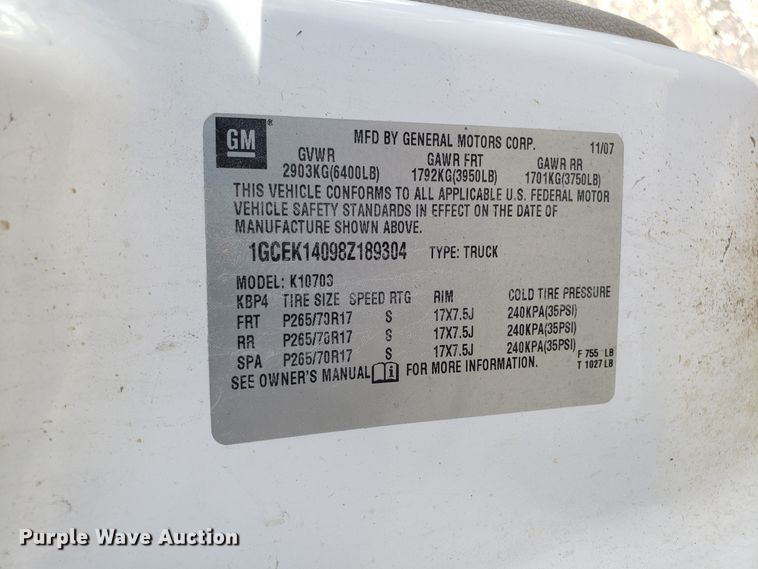 GM ®
MFD BY GENERAL MOTORS CORP. 11/07
GVWR GAWR FRT GAWR RR
2903KG(6400LB) 1792KG(3950LB) 1701KG(3750LB)
THIS VEHICLE CONFORMS TO ALL APPLICABLE U.S. FEDERAL MOTOR
VEHICLE SAFETY STANDARDS IN EFFECT ON THE DATE OF
MANUFACTURE SHOWN ABOVE.
1GCEK14098Z189304 TYPE: TRUCK
MODEL: K10703
KBP4 TIRE SIZE SPEED RTG RIM COLD TIRE PRESSURE
FRT P265/70R17 S 17X7.5J 240KPA(35PSI)
RR P265/70R17 S 17X7.5J 240KPA(35PSI)
SPA P265/70R17 S 17X7.5J 240KPA(35PSI)
F 755 LB
SEE OWNER'S MANUAL i FOR MORE INFORMATION. T 1027 LB
Purple Wave Auction